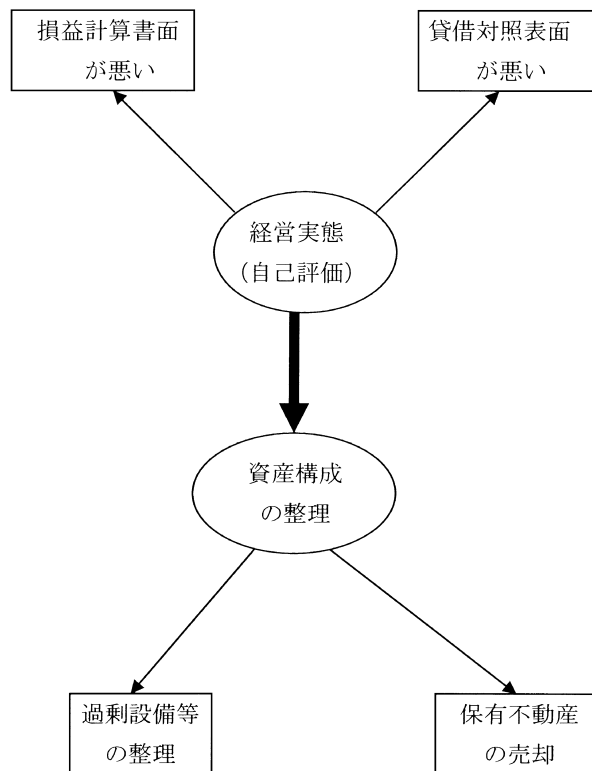 損益計算書面
が悪い
貸借対照表面
が悪い
経営実態
（自己評価）
資産構成
の整理
過剰設備等
の整理
保有不動産
の売却